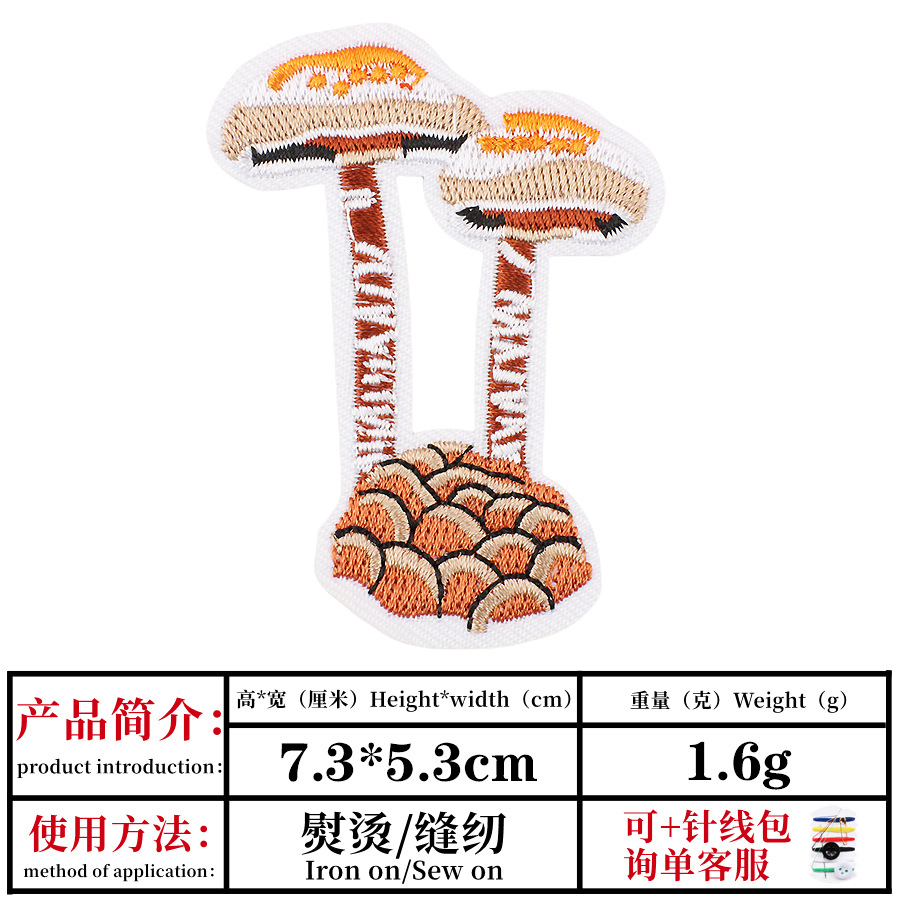 产品简介:
product introduction:
高*宽（厘米）Height*width（cm）
重量（克）Weight（g）
7.3*5.3cm
1.6g
使用方法:
method of application:
熨烫/缝纫
Iron on/Sew on
可+针线包
询单客服